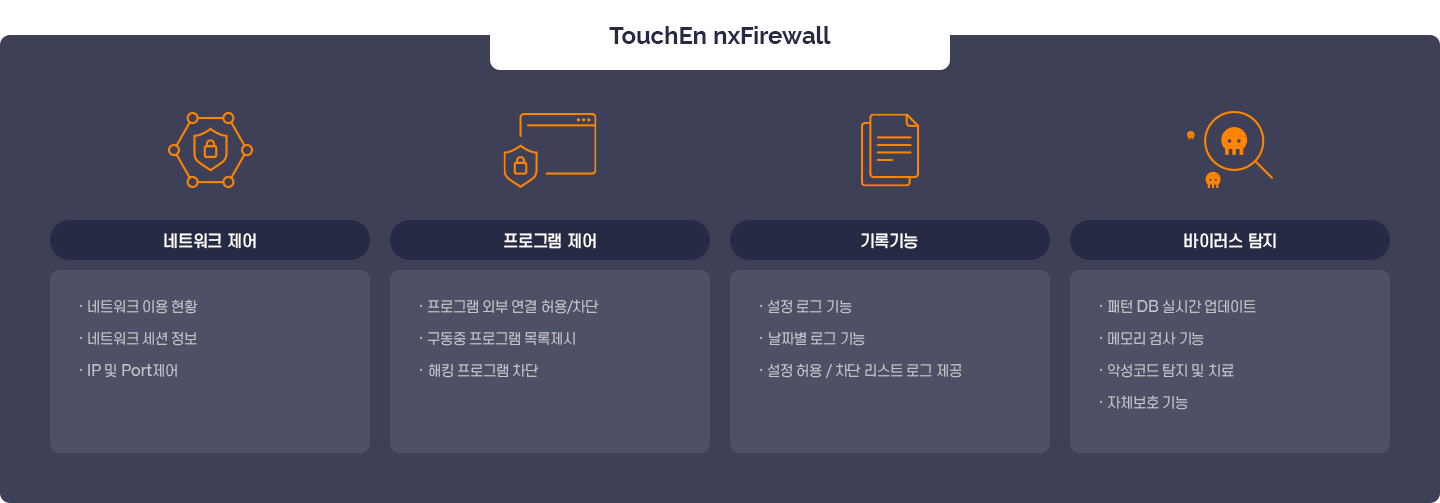 TouchEn nxFirewall
네트워크 제어
· 네트워크 이용 현황
· 네트워크 세션 정보
· IP 및 Port제어
프로그램 제어
· 프로그램 외부 연결 허용/차단
· 구동중 프로그램 목록제시
· 해킹 프로그램 차단
기록기능
· 설정 로그 기능
· 날짜별 로그 기능
· 설정 허용 / 차단 리스트 로그 제공
바이러스 탐지
· 패턴 DB 실시간 업데이트
· 메모리 검사 기능
· 악성코드 탐지 및 치료
· 자체보호 기능